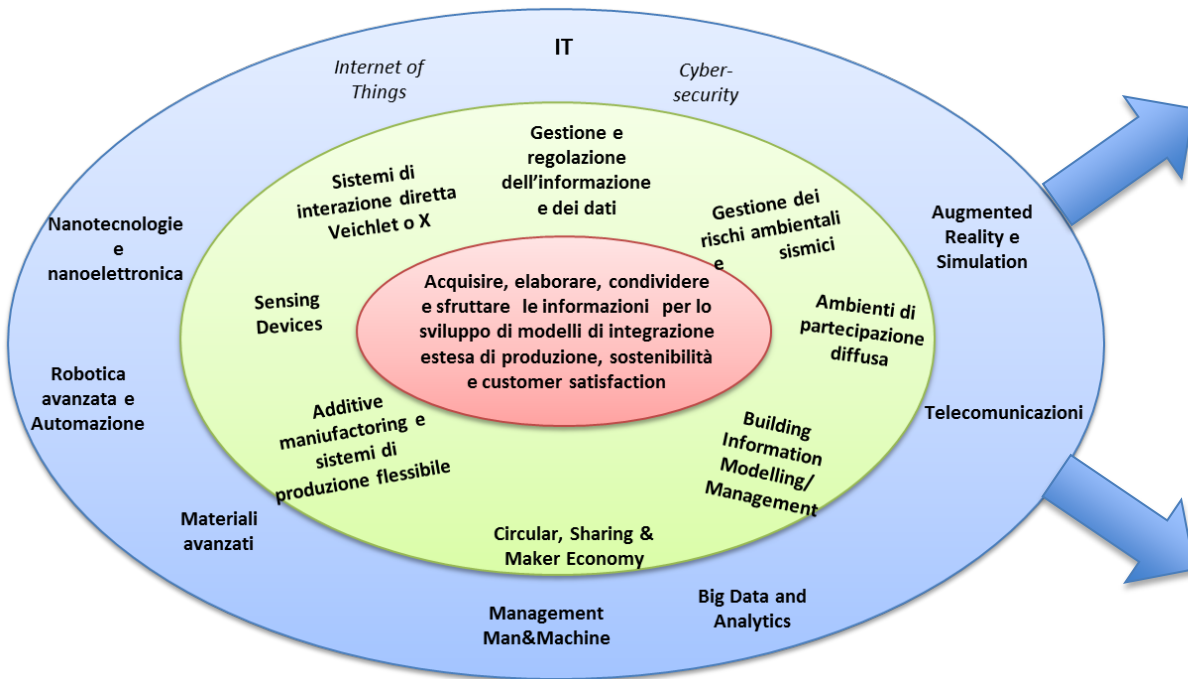 IT
Internet of
Things
Cyber-
security
Gestione e
regolazione
dell'informazione
e dei dati
Sistemi di
interazione diretta
Veichlet o X
Gestione dei
rischi ambientali
e sismici
Nanotecnologie
e
nanoelettronica
Augmented
Reality e
Simulation
Sensing
Devices
Acquisire, elaborare, condividere
e sfruttare le informazioni per lo
sviluppo di modelli di integrazione
estesa di produzione, sostenibilità
e customer satisfaction
Ambienti di
partecipazione
diffusa
Robotica
avanzata e
Automazione
Additive
maniufactoring e
sistemi di
produzione flessibile
Building
Information
Modelling/
Management
Telecomunicazioni
Materiali
avanzati
Circular, Sharing &
Maker Economy
Management
Man&Machine
Big Data and
Analytics